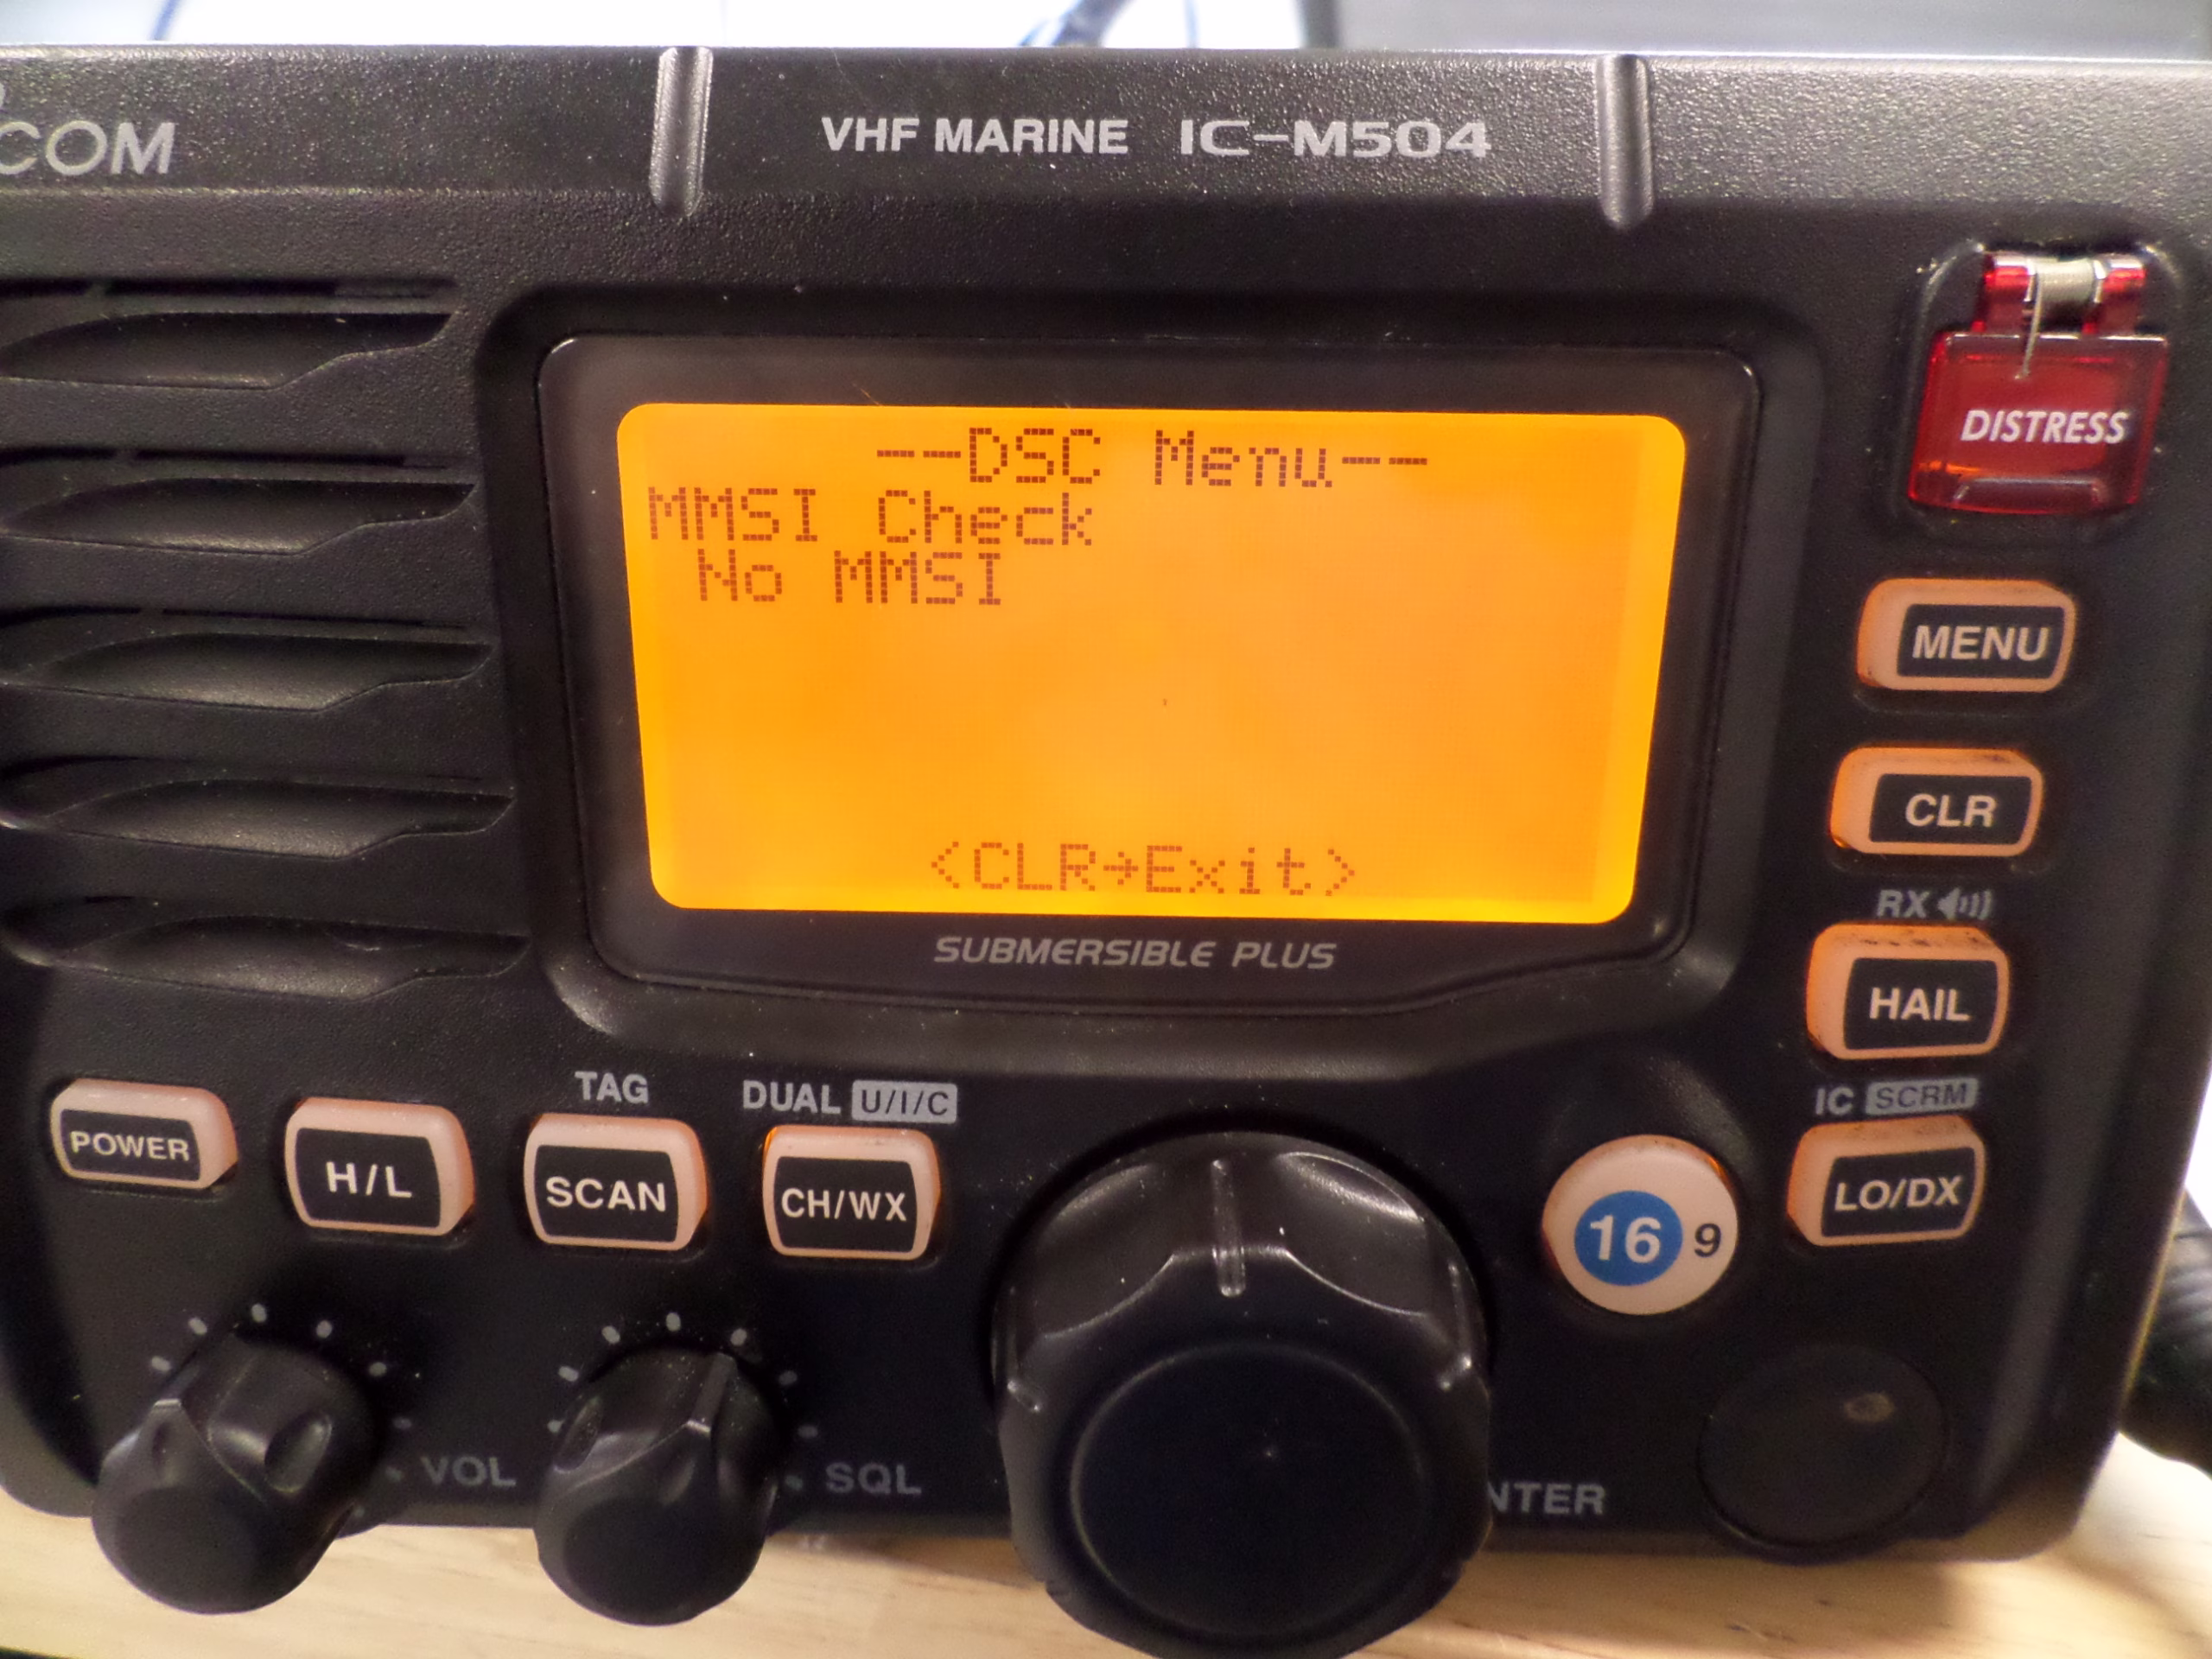 COM
VHF MARINE IC-M504
DISTRESS
--DSC Menu--
MMSI Check
No MMSI
<CLR→Exit>
SUBMERSIBLE PLUS
MENU
CLR
RX
HAIL
IC SCRM
LO/DX
POWER
H/L
TAG
SCAN
DUAL U/I/C
CH/WX
16 9
VOL
SQL
NTER